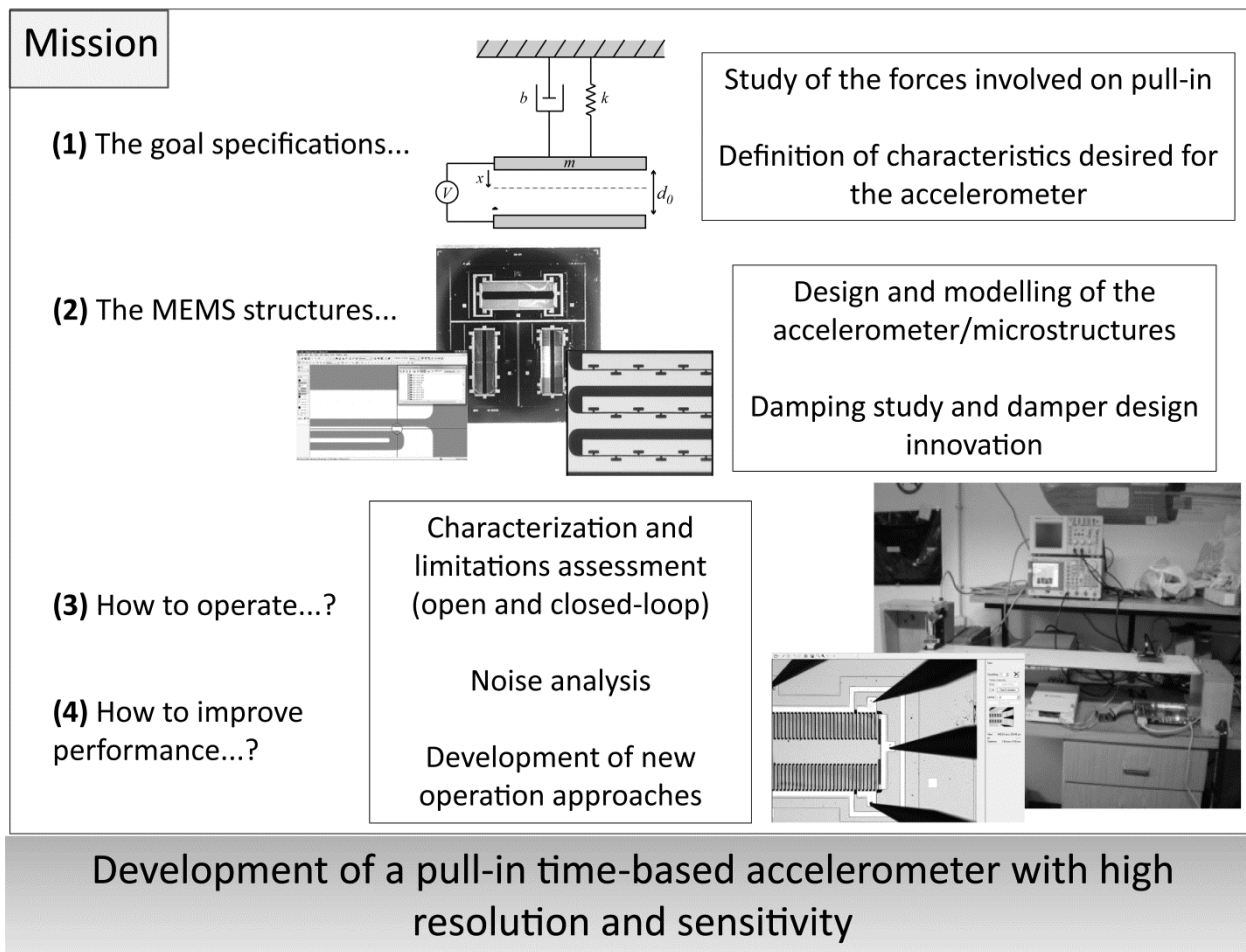 Mission
(1) The goal specifications...
b
k
m
x
V
d0
Study of the forces involved on pull-in
Definition of characteristics desired for
the accelerometer
(2) The MEMS structures...
Design and modelling of the
accelerometer/microstructures
Damping study and damper design
innovation
(3) How to operate...?
(4) How to improve
performance...?
Characterization and
limitations assessment
(open and closed-loop)
Noise analysis
Development of new
operation approaches
Development of a pull-in time-based accelerometer with high
resolution and sensitivity